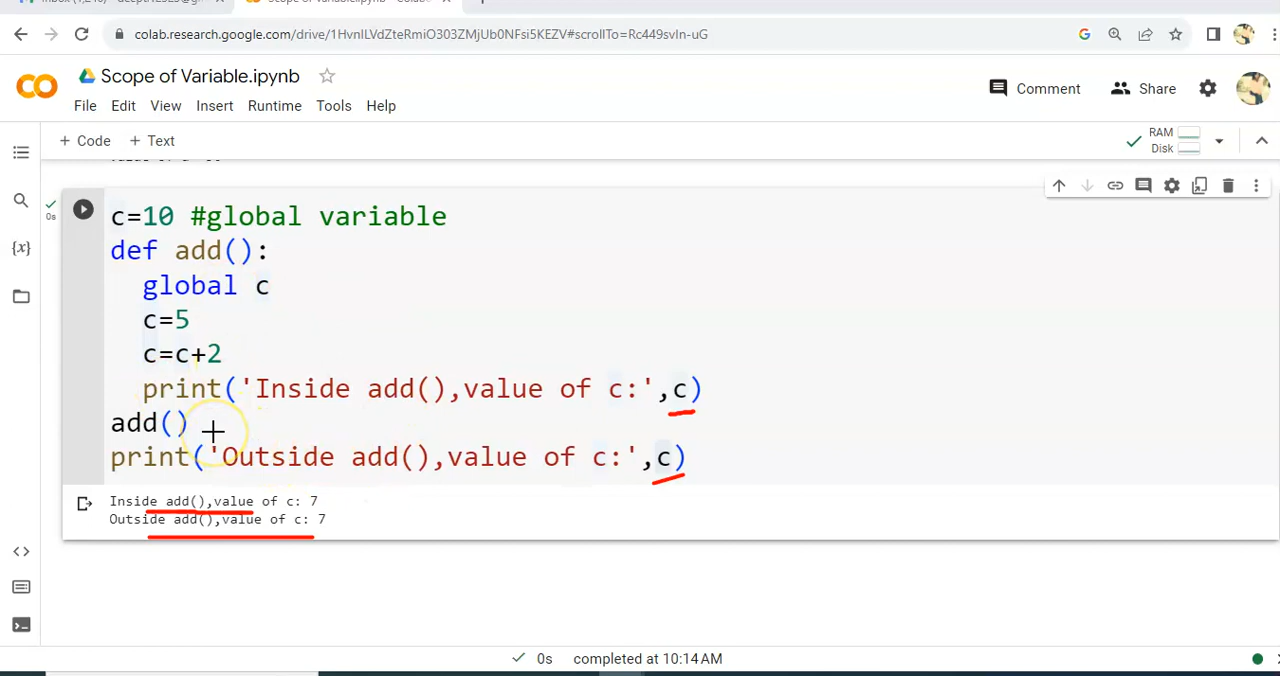 colab.research.google.com/drive/1HvnILVdZteRmiO303ZMjUb0NFsi5KEZV#scrollTo=Rc449svIn-uG
Scope of Variable.ipynb
Comment
Share
File Edit View Insert Runtime Tools Help
+ Code + Text
RAM
Disk
{x}
0s
c=10 #global variable
def add():
global c
c=5
c=c+2
print('Inside add(),value of c:',c)
add()
print('Outside add(),value of c:',c)
Inside add(),value of c: 7
Outside add(),value of c: 7
0s completed at 10:14 AM